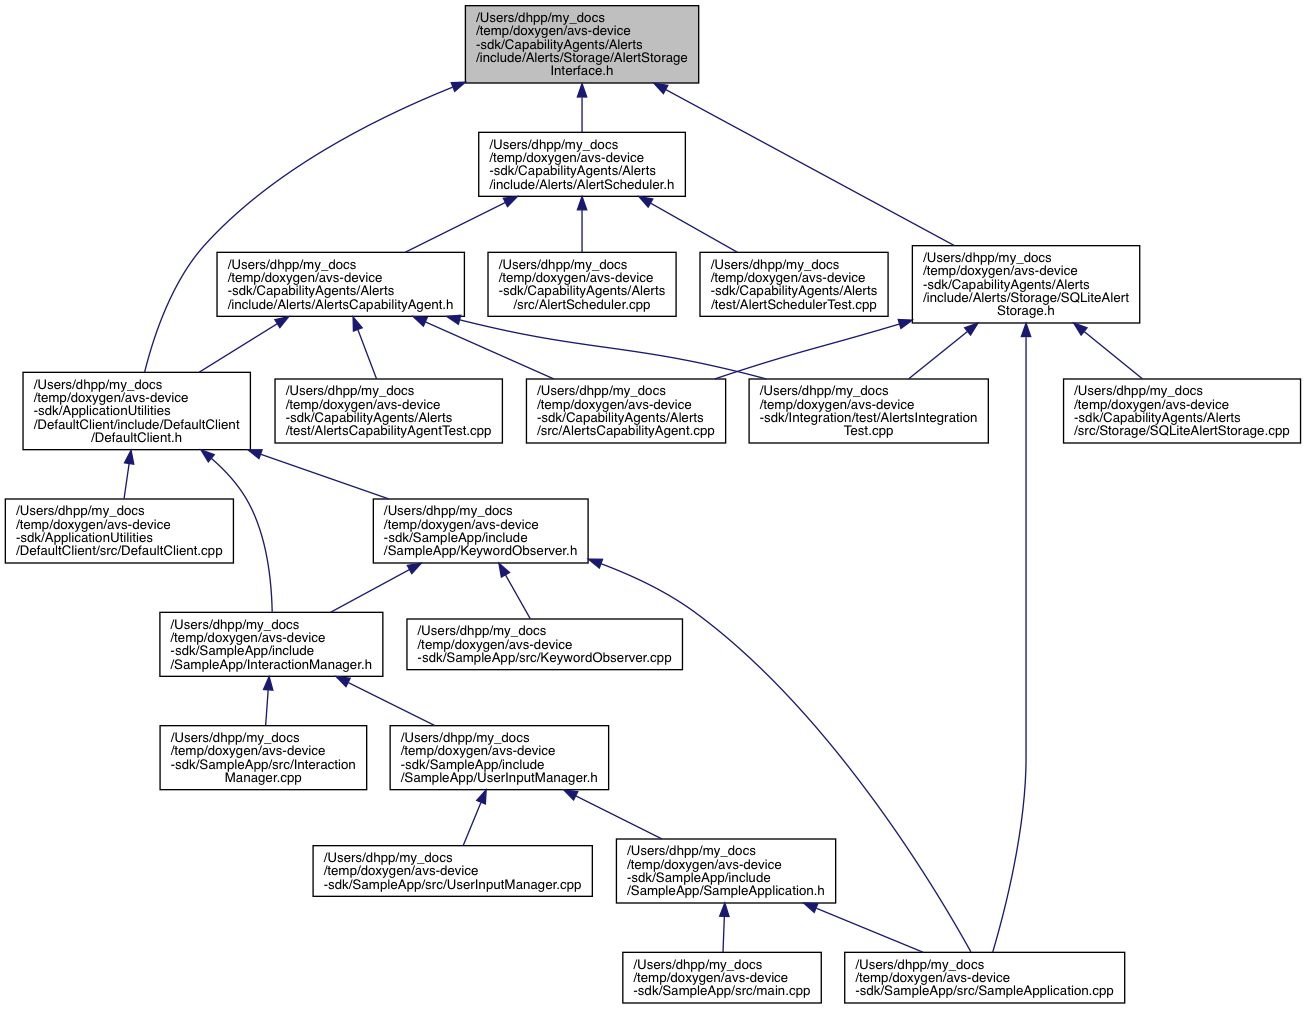 /Users/dhpp/my_docs
/temp/doxygen/avs-device
-sdk/CapabilityAgents/Alerts
/include/Alerts/Storage/AlertStorage
Interface.h
/Users/dhpp/my_docs
/temp/doxygen/avs-device
-sdk/CapabilityAgents/Alerts
/include/Alerts/AlertScheduler.h
/Users/dhpp/my_docs
/temp/doxygen/avs-device
-sdk/CapabilityAgents/Alerts
/include/Alerts/AlertsCapabilityAgent.h
/Users/dhpp/my_docs
/temp/doxygen/avs-device
-sdk/CapabilityAgents/Alerts
/src/AlertScheduler.cpp
/Users/dhpp/my_docs
/temp/doxygen/avs-device
-sdk/CapabilityAgents/Alerts
/test/AlertSchedulerTest.cpp
/Users/dhpp/my_docs
/temp/doxygen/avs-device
-sdk/CapabilityAgents/Alerts
/include/Alerts/Storage/SQLiteAlert
Storage.h
/Users/dhpp/my_docs
/temp/doxygen/avs-device
-sdk/ApplicationUtilities
/DefaultClient/include/DefaultClient
/DefaultClient.h
/Users/dhpp/my_docs
/temp/doxygen/avs-device
-sdk/CapabilityAgents/Alerts
/test/AlertsCapabilityAgentTest.cpp
/Users/dhpp/my_docs
/temp/doxygen/avs-device
-sdk/CapabilityAgents/Alerts
/src/AlertsCapabilityAgent.cpp
/Users/dhpp/my_docs
/temp/doxygen/avs-device
-sdk/Integration/test/AlertsIntegration
Test.cpp
/Users/dhpp/my_docs
/temp/doxygen/avs-device
-sdk/CapabilityAgents/Alerts
/src/Storage/SQLiteAlertStorage.cpp
/Users/dhpp/my_docs
/temp/doxygen/avs-device
-sdk/ApplicationUtilities
/DefaultClient/src/DefaultClient.cpp
/Users/dhpp/my_docs
/temp/doxygen/avs-device
-sdk/SampleApp/include
/SampleApp/KeywordObserver.h
/Users/dhpp/my_docs
/temp/doxygen/avs-device
-sdk/SampleApp/include
/SampleApp/InteractionManager.h
/Users/dhpp/my_docs
/temp/doxygen/avs-device
-sdk/SampleApp/src/KeywordObserver.cpp
/Users/dhpp/my_docs
/temp/doxygen/avs-device
-sdk/SampleApp/src/Interaction
Manager.cpp
/Users/dhpp/my_docs
/temp/doxygen/avs-device
-sdk/SampleApp/include
/SampleApp/UserInputManager.h
/Users/dhpp/my_docs
/temp/doxygen/avs-device
-sdk/SampleApp/src/UserInputManager.cpp
/Users/dhpp/my_docs
/temp/doxygen/avs-device
-sdk/SampleApp/include
/SampleApp/SampleApplication.h
/Users/dhpp/my_docs
/temp/doxygen/avs-device
-sdk/SampleApp/src/main.cpp
/Users/dhpp/my_docs
/temp/doxygen/avs-device
-sdk/SampleApp/src/SampleApplication.cpp